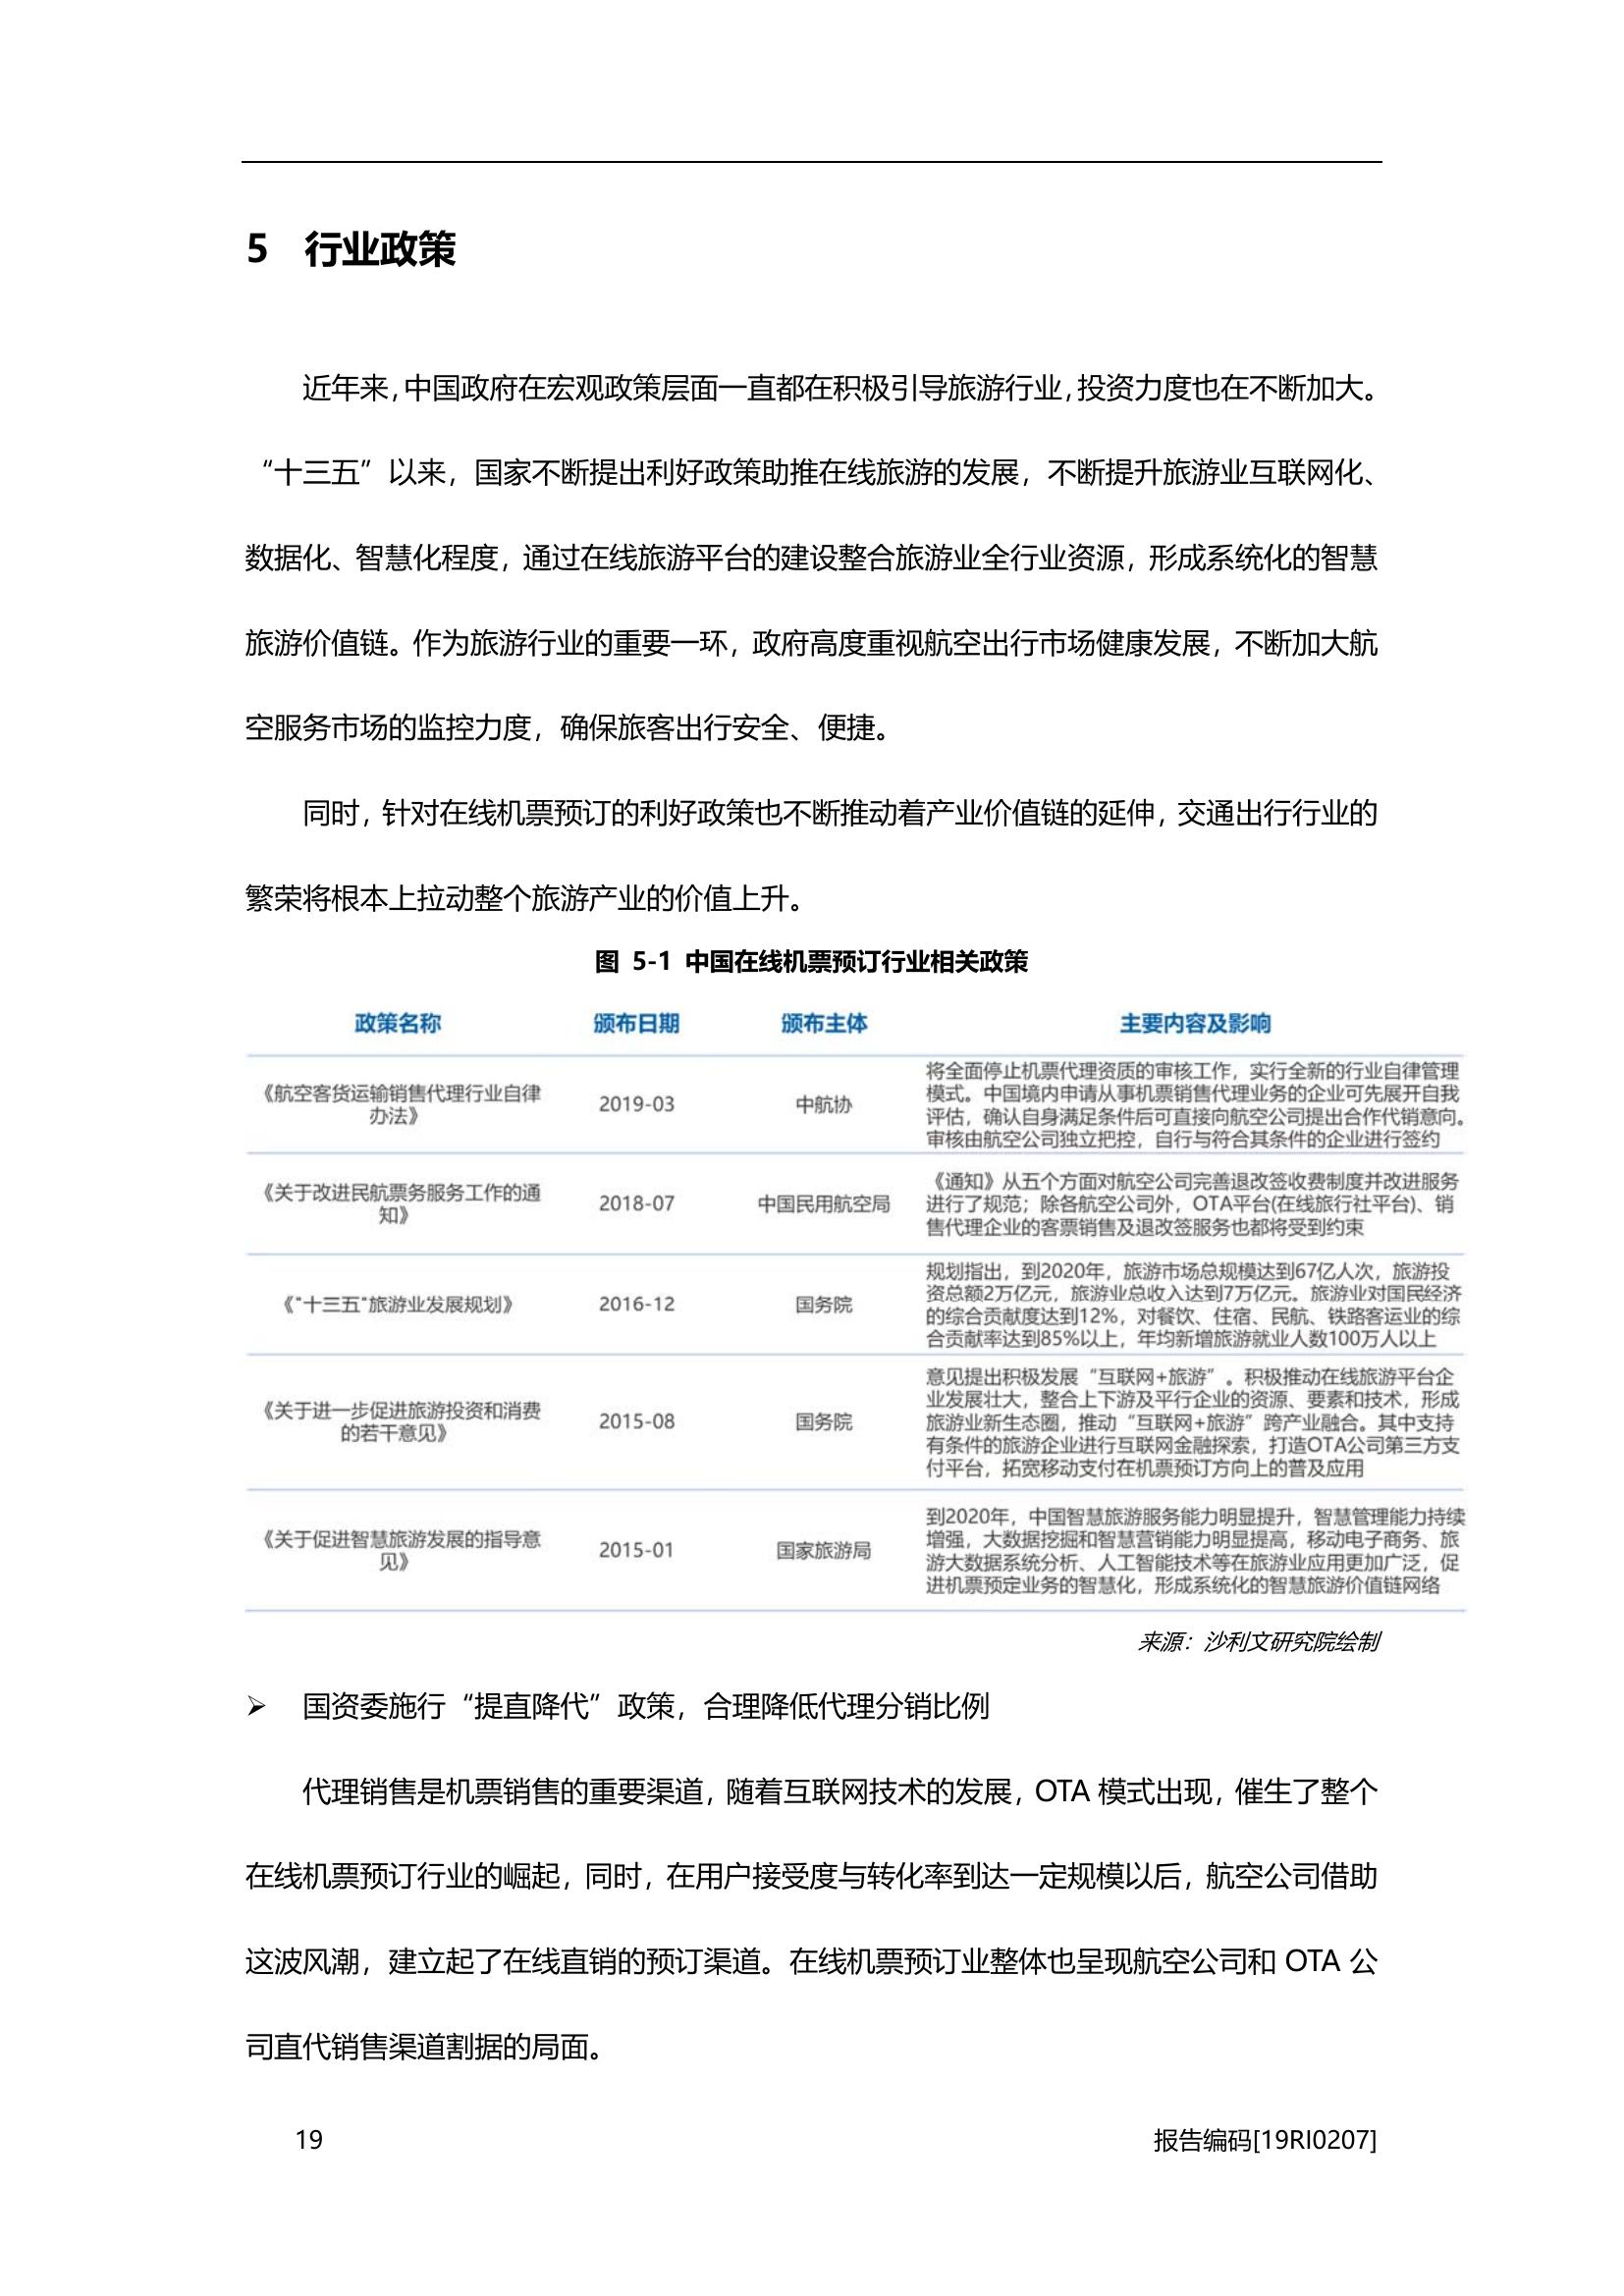 5 行业政策
近年来，中国政府在宏观政策层面一直都在积极引导旅游行业，投资力度也在不断加大。
“十三五”以来，国家不断提出利好政策助推在线旅游的发展，不断提升旅游业互联网化、
数据化、智慧化程度，通过在线旅游平台的建设整合旅游业全行业资源，形成系统化的智慧
旅游价值链。作为旅游行业的重要一环，政府高度重视航空出行市场健康发展，不断加大航
空服务市场的监控力度，确保旅客出行安全、便捷。
同时，针对在线机票预订的利好政策也不断推动着产业价值链的延伸，交通出行行业的
繁荣将根本上拉动整个旅游产业的价值上升。
图 5-1 中国在线机票预订行业相关政策
政策名称 颁布日期 颁布主体 主要内容及影响
《航空客货运输销售代理行业自律
办法》
2019-03
中航协
将全面停止机票代理资质的审核工作，实行全新的行业自律管理
模式。中国境内申请从事机票销售代理业务的企业可先展开自我
评估，确认自身满足条件后可直接向航空公司提出合作代销意向。
审核由航空公司独立把控，自行与符合其条件的企业进行签约
《关于改进民航票务服务工作的通
知》
2018-07
中国民用航空局
《通知》从五个方面对航空公司完善退改签收费制度并改进服务
进行了规范；除各航空公司外，OTA平台(在线旅行社平台)、销
售代理企业的客票销售及退改签服务也都将受到约束
《“十三五”旅游业发展规划》
2016-12
国务院
规划指出，到2020年，旅游市场总规模达到67亿人次，旅游投
资总额2万亿元，旅游业总收入达到7万亿元。旅游业对国民经济
的综合贡献度达到12%，对餐饮、住宿、民航、铁路客运业的综
合贡献率达到85%以上，年均新增旅游就业人数100万人以上
《关于进一步促进旅游投资和消费
的若干意见》
2015-08
国务院
意见提出积极发展“互联网+旅游”。积极推动在线旅游平台企
业发展壮大，整合上下游及平行企业的资源、要素和技术，形成
旅游业新生态圈，推动“互联网+旅游”跨产业融合。其中支持
有条件的旅游企业进行互联网金融探索，打造OTA公司第三方支
付平台，拓宽移动支付在机票预订方向上的普及应用
《关于促进智慧旅游发展的指导意
见》
2015-01
国家旅游局
到2020年，中国智慧旅游服务能力明显提升，智慧管理能力持续
增强，大数据挖掘和智慧营销能力明显提高，移动电子商务、旅
游大数据系统分析、人工智能技术等在旅游业应用更加广泛，促
进机票预定业务的智慧化，形成系统化的智慧旅游价值链网络
来源：沙利文研究院绘制
➢ 国资委施行“提直降代”政策，合理降低代理分销比例
代理销售是机票销售的重要渠道，随着互联网技术的发展，OTA 模式出现，催生了整个
在线机票预订行业的崛起，同时，在用户接受度与转化率到达一定规模以后，航空公司借助
这波风潮，建立起了在线直销的预订渠道。在线机票预订业整体也呈现航空公司和 OTA 公
司直代销售渠道割据的局面。
19 报告编码[19RI0207]